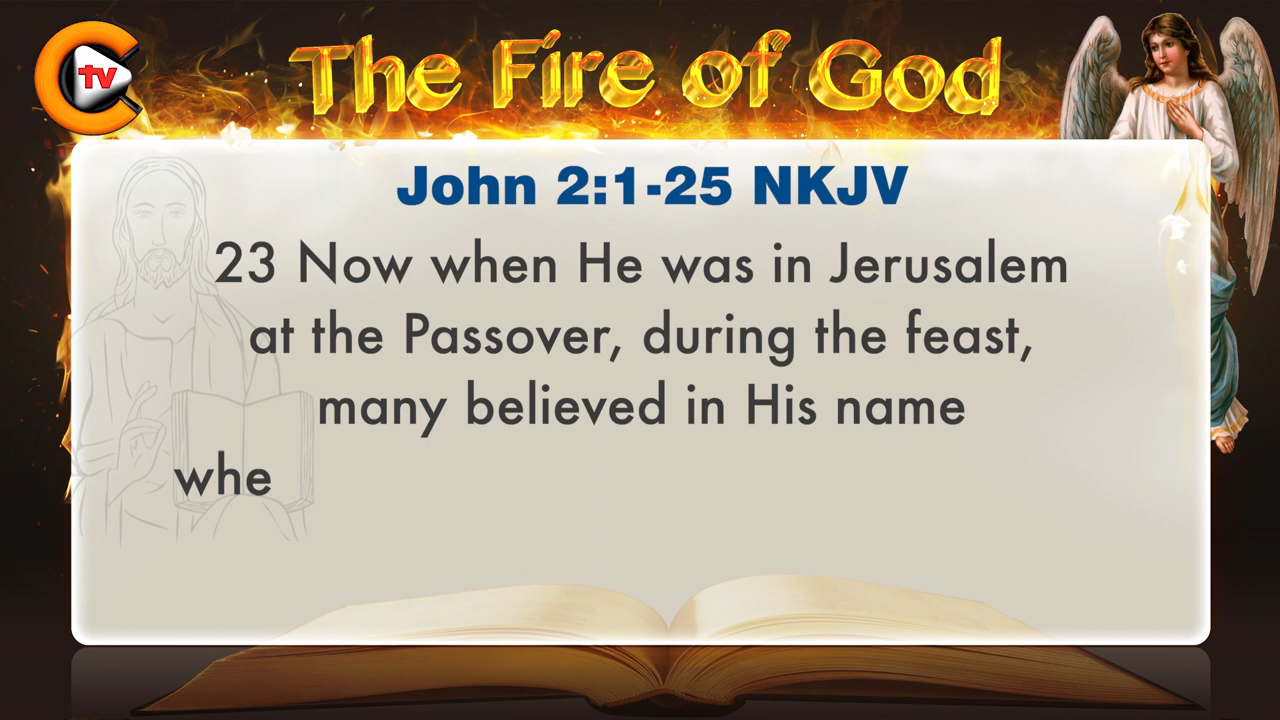 C tv
The Fire of God
John 2:1-25 NKJV
23 Now when He was in Jerusalem
at the Passover, during the feast,
many believed in His name
whe